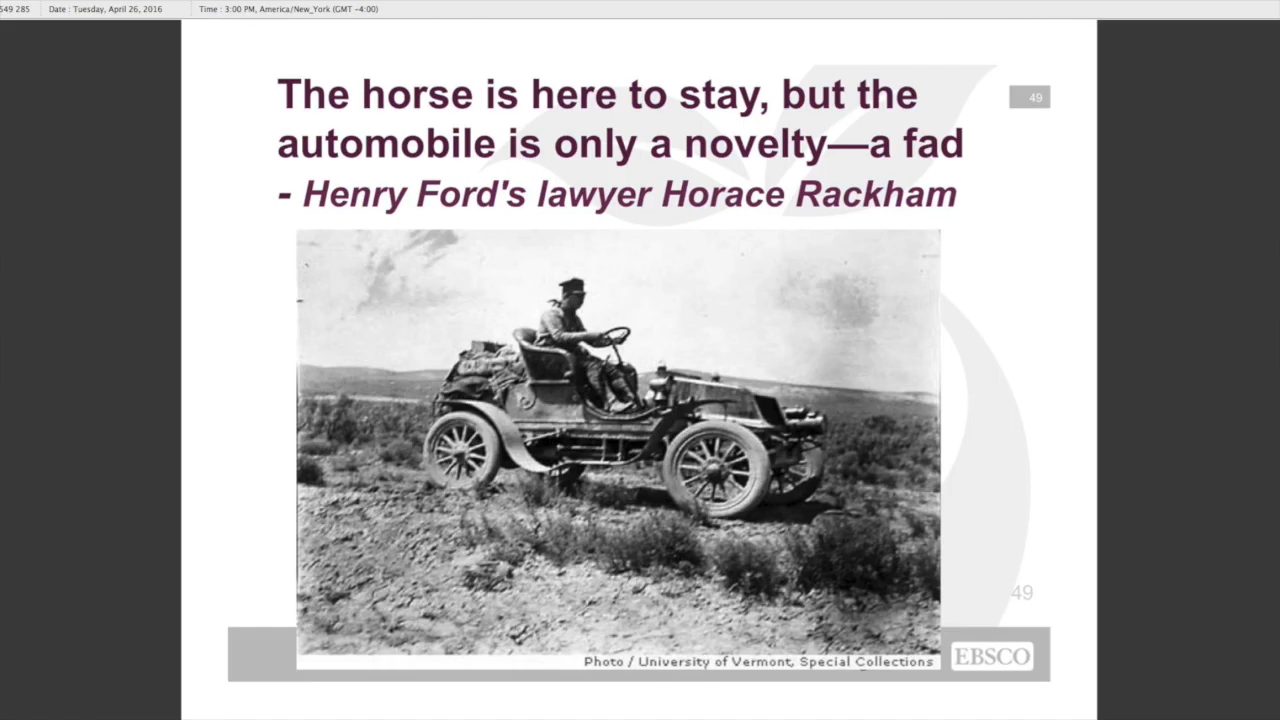 549 285 Date : Tuesday, April 26, 2016 Time : 3:00 PM, America/New_York (GMT -4:00)
The horse is here to stay, but the
49
automobile is only a novelty—a fad
- Henry Ford's lawyer Horace Rackham
49
Photo / University of Vermont, Special Collections
EBSCO